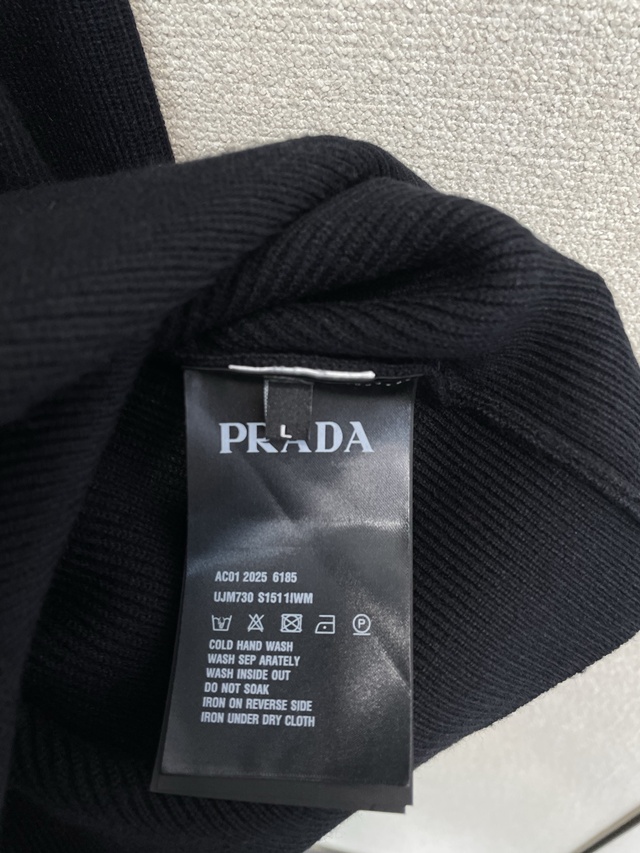 L
PRADA
AC01 2025 6185
UJM730 S1511IWM
COLD HAND WASH
WASH SEP ARATELY
WASH INSIDE OUT
DO NOT SOAK
IRON ON REVERSE SIDE
IRON UNDER DRY CLOTH